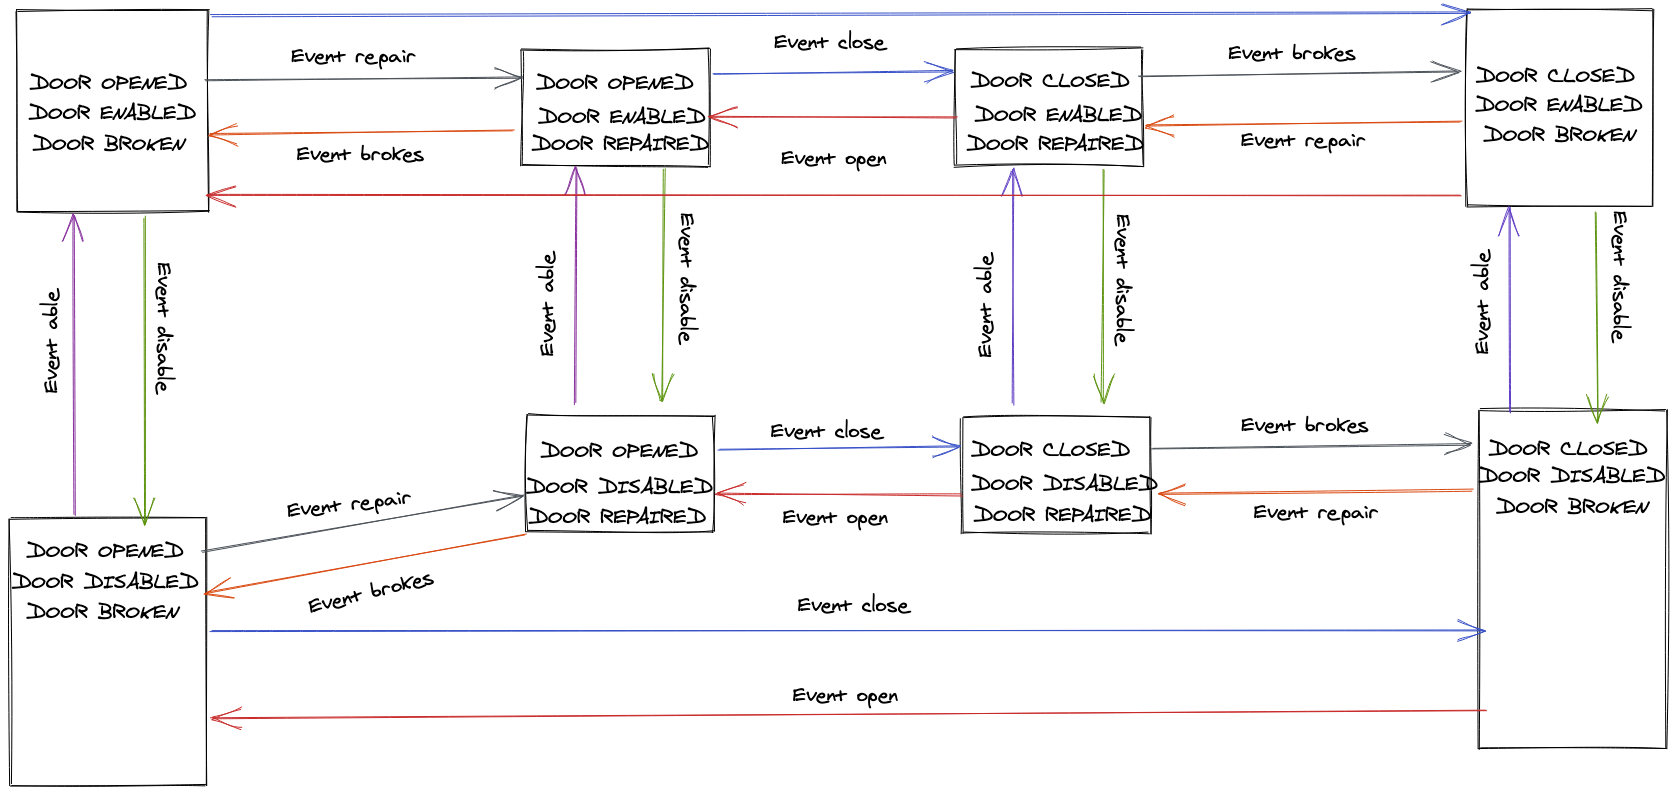 Event close
Event repair
Event brokes
DOOR OPENED
DOOR ENABLED
DOOR BROKEN
DOOR OPENED
DOOR ENABLED
DOOR REPAIRED
DOOR CLOSED
DOOR ENABLED
DOOR REPAIRED
DOOR CLOSED
DOOR ENABLED
DOOR BROKEN
Event brokes
Event open
Event repair
Event able
Event disable
Event able
Event disable
Event able
Event disable
Event able
Event disable
Event close
Event brokes
DOOR OPENED
DOOR DISABLED
DOOR REPAIRED
DOOR CLOSED
DOOR DISABLED
DOOR REPAIRED
DOOR CLOSED
DOOR DISABLED
DOOR BROKEN
Event repair
Event open
Event repair
DOOR OPENED
DOOR DISABLED
DOOR BROKEN
Event brokes
Event close
Event open